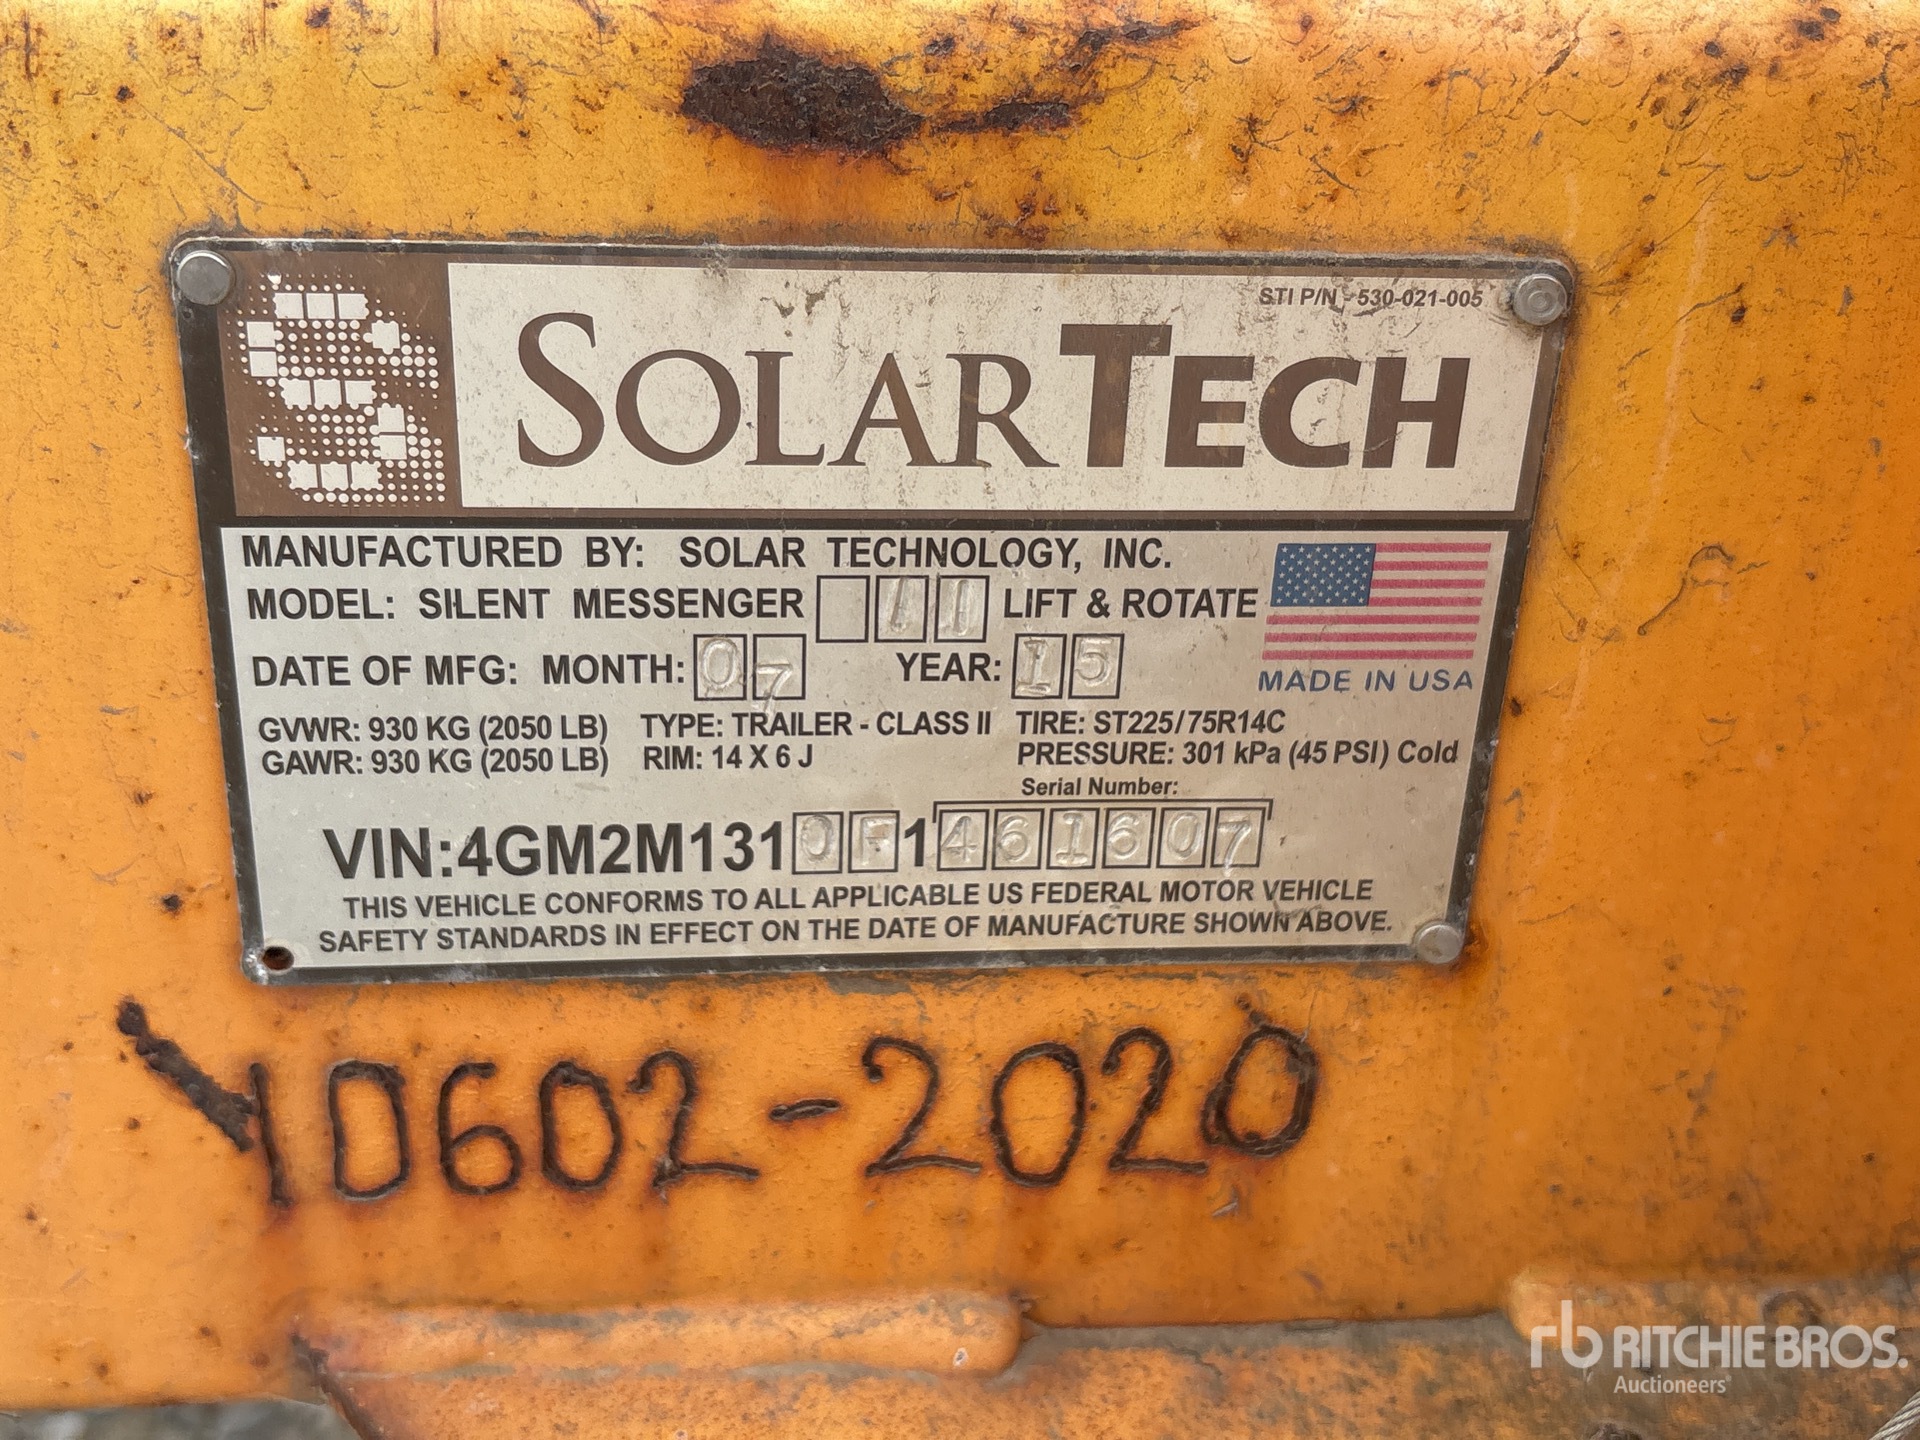 STI P/N - 530-021-005
SOLARTECH
MANUFACTURED BY: SOLAR TECHNOLOGY, INC.
MODEL: SILENT MESSENGER II LIFT & ROTATE
DATE OF MFG: MONTH: 07 YEAR: 15
MADE IN USA
GVWR: 930 KG (2050 LB) TYPE: TRAILER - CLASS II TIRE: ST225/75R14C
GAWR: 930 KG (2050 LB) RIM: 14 X 6 J PRESSURE: 301 kPa (45 PSI) Cold
Serial Number:
VIN:4GM2M1310F1461607
THIS VEHICLE CONFORMS TO ALL APPLICABLE US FEDERAL MOTOR VEHICLE
SAFETY STANDARDS IN EFFECT ON THE DATE OF MANUFACTURE SHOWN ABOVE.
10602-2020
rb RITCHIE BROS.
Auctioneers